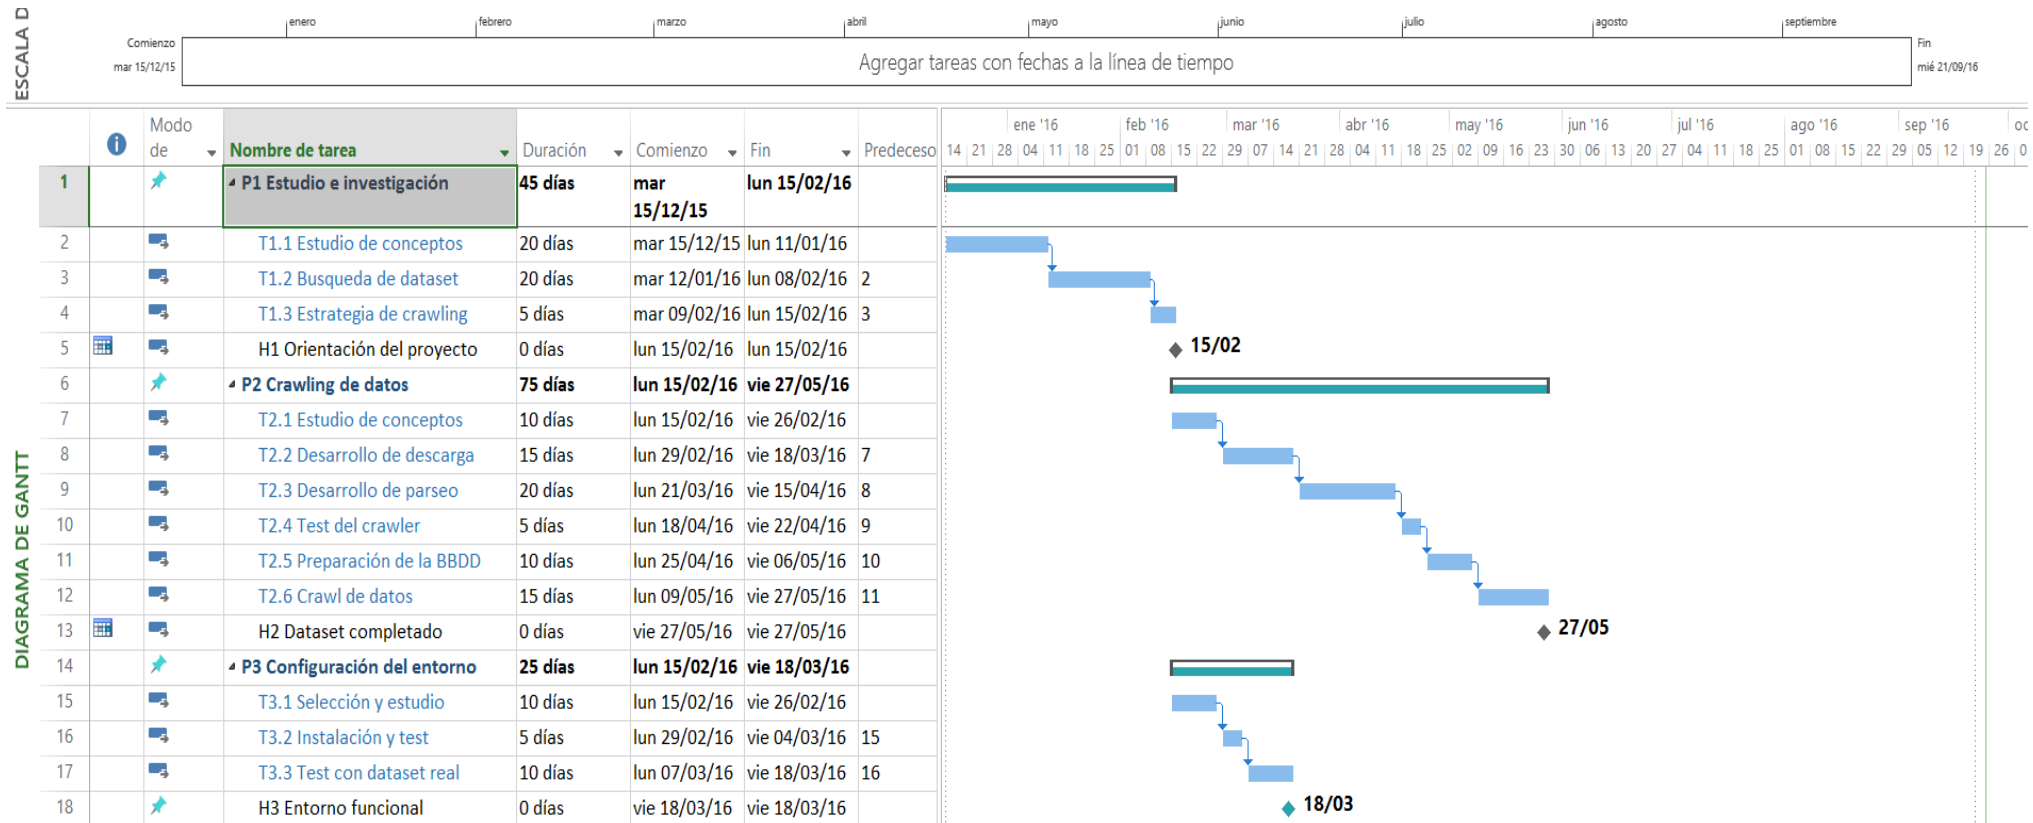 ESCALA D
enero febrero marzo abril mayo junio julio agosto septiembre
Comienzo
mar 15/12/15
Agregar tareas con fechas a la línea de tiempo
Fin
mié 21/09/16
DIAGRAMA DE GANTT
Modo de Nombre de tarea Duración Comienzo Fin Predeceso
ene '16 feb '16 mar '16 abr '16 may '16 jun '16 jul '16 ago '16 sep '16 oc
14 21 28 04 11 18 25 01 08 15 22 29 07 14 21 28 04 11 18 25 02 09 16 23 30 06 13 20 27 04 11 18 25 01 08 15 22 29 05 12 19 26 0
1 P1 Estudio e investigación 45 días mar 15/12/15 lun 15/02/16
2 T1.1 Estudio de conceptos 20 días mar 15/12/15 lun 11/01/16
3 T1.2 Busqueda de dataset 20 días mar 12/01/16 lun 08/02/16 2
4 T1.3 Estrategia de crawling 5 días mar 09/02/16 lun 15/02/16 3
5 H1 Orientación del proyecto 0 días lun 15/02/16 lun 15/02/16 15/02
6 P2 Crawling de datos 75 días lun 15/02/16 vie 27/05/16
7 T2.1 Estudio de conceptos 10 días lun 15/02/16 vie 26/02/16
8 T2.2 Desarrollo de descarga 15 días lun 29/02/16 vie 18/03/16 7
9 T2.3 Desarrollo de parseo 20 días lun 21/03/16 vie 15/04/16 8
10 T2.4 Test del crawler 5 días lun 18/04/16 vie 22/04/16 9
11 T2.5 Preparación de la BBDD 10 días lun 25/04/16 vie 06/05/16 10
12 T2.6 Crawl de datos 15 días lun 09/05/16 vie 27/05/16 11
13 H2 Dataset completado 0 días vie 27/05/16 vie 27/05/16 27/05
14 P3 Configuración del entorno 25 días lun 15/02/16 vie 18/03/16
15 T3.1 Selección y estudio 10 días lun 15/02/16 vie 26/02/16
16 T3.2 Instalación y test 5 días lun 29/02/16 vie 04/03/16 15
17 T3.3 Test con dataset real 10 días lun 07/03/16 vie 18/03/16 16
18 H3 Entorno funcional 0 días vie 18/03/16 vie 18/03/16 18/03